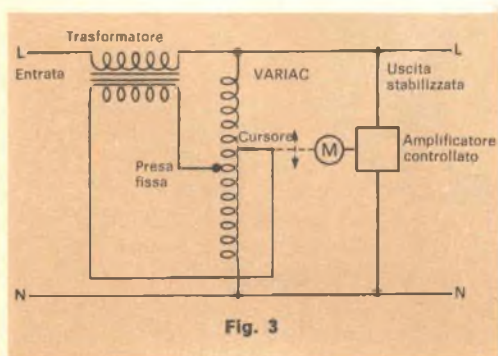 Trasformatore
L
L
Entrata
VARIAC
Uscita
stabilizzata
Cursore
M
Amplificatore
controllato
Presa
fissa
N
N
Fig. 3